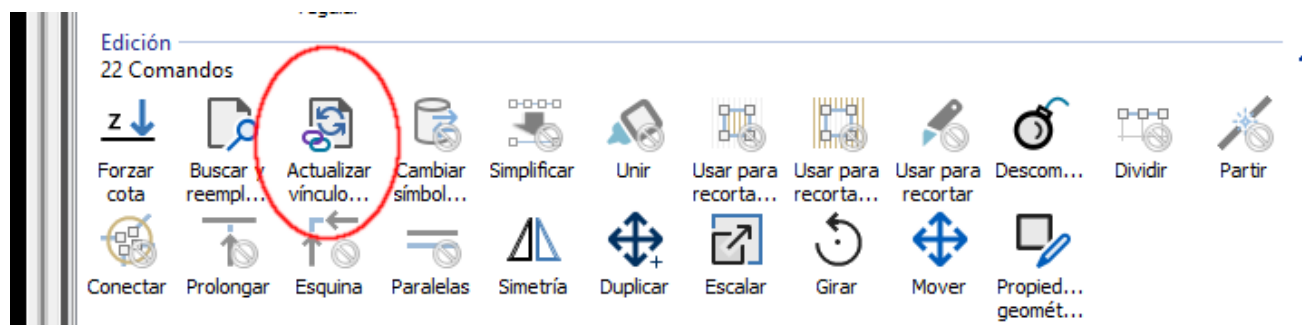 Edición
22 Comandos
Z
Forzar
cota
Buscar y
reempl...
Actualizar
vínculo...
Cambiar
símbol...
Simplificar
Unir
Usar para
recorta...
Usar para
recorta...
Usar para
recortar
Descom...
Dividir
Partir
Conectar
Prolongar
Esquina
Paralelas
Simetría
Duplicar
Escalar
Girar
Mover
Propied...
geomét...